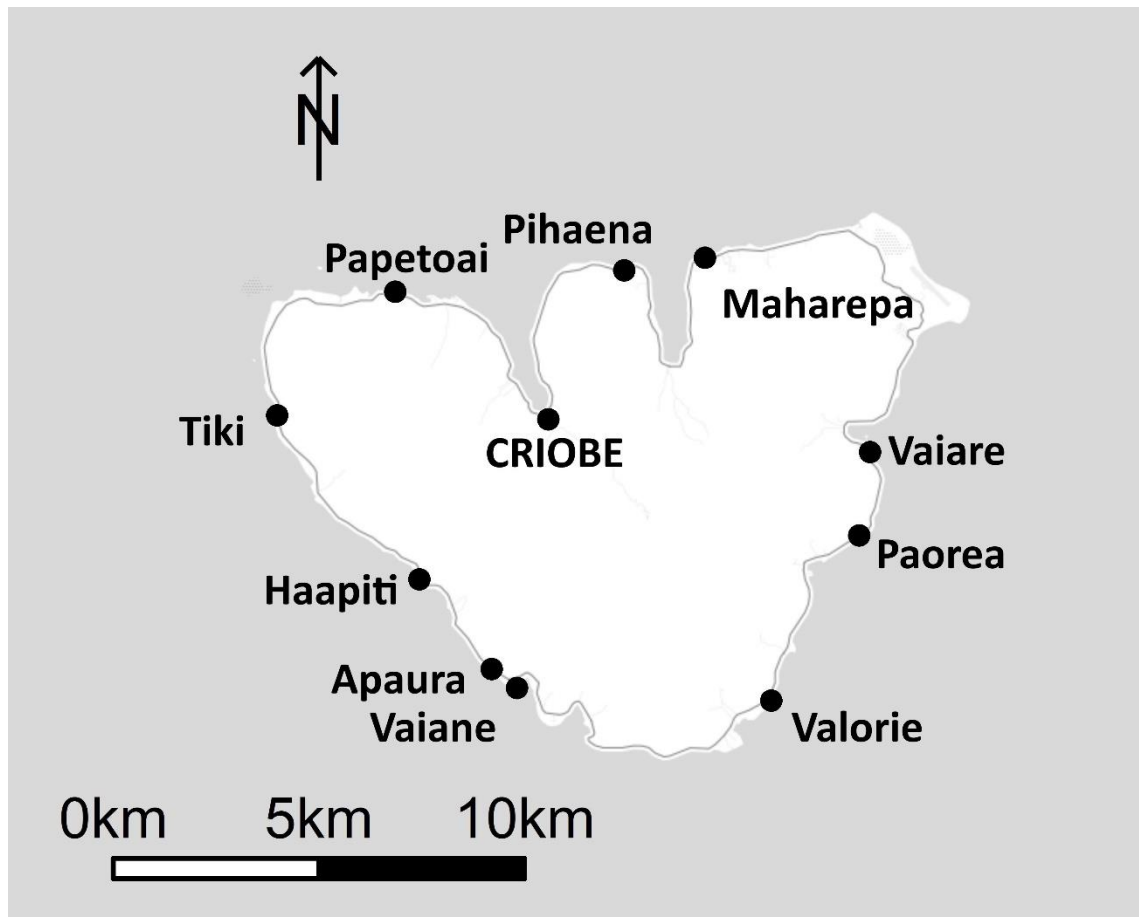 N
Pihaena
Papetoai
Maharepa
Tiki
CRIOBE
Vaiare
Paorea
Haapiti
Apaura
Vaiane
Valorie
0km 5km 10km